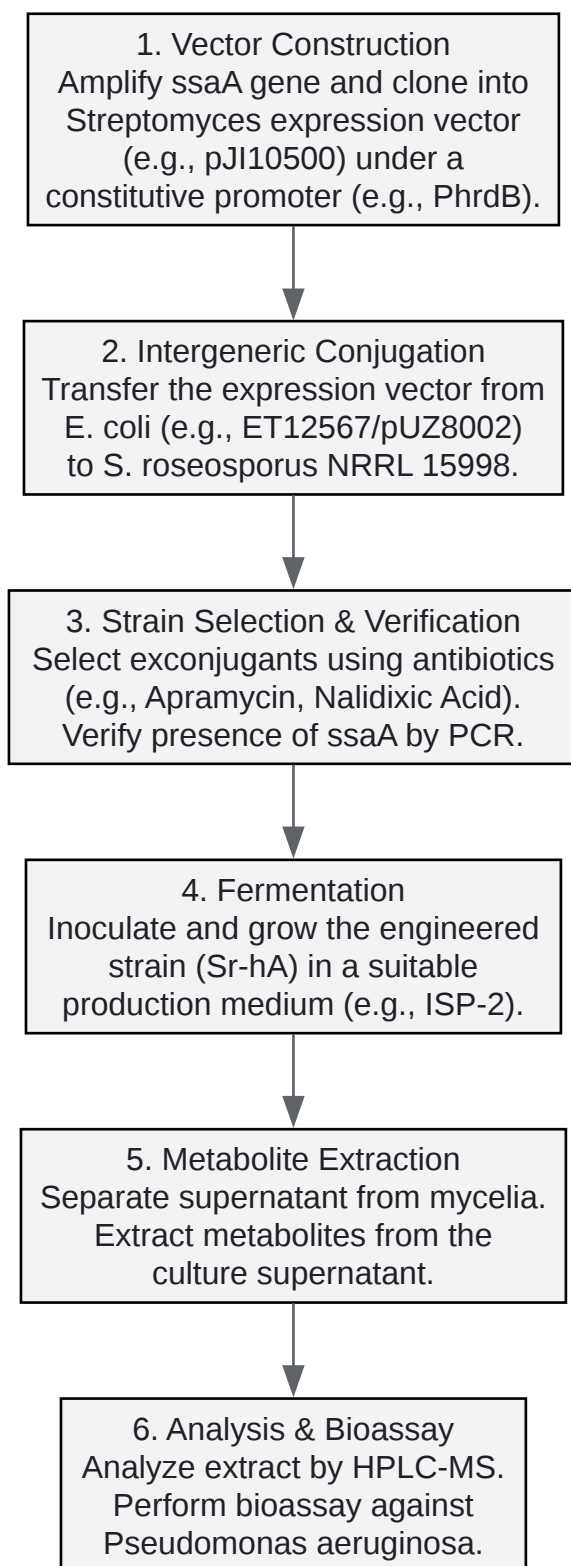 1. Vector Construction
Amplify ssaA gene and clone into
Streptomyces expression vector
(e.g., pJI10500) under a
constitutive promoter (e.g., PhrdB).
2. Intergeneric Conjugation
Transfer the expression vector from
E. coli (e.g., ET12567/pUZ8002)
to S. roseosporus NRRL 15998.
3. Strain Selection & Verification
Select exconjugants using antibiotics
(e.g., Apramycin, Nalidixic Acid).
Verify presence of ssaA by PCR.
4. Fermentation
Inoculate and grow the engineered
strain (Sr-hA) in a suitable
production medium (e.g., ISP-2).
5. Metabolite Extraction
Separate supernatant from mycelia.
Extract metabolites from the
culture supernatant.
6. Analysis & Bioassay
Analyze extract by HPLC-MS.
Perform bioassay against
Pseudomonas aeruginosa.